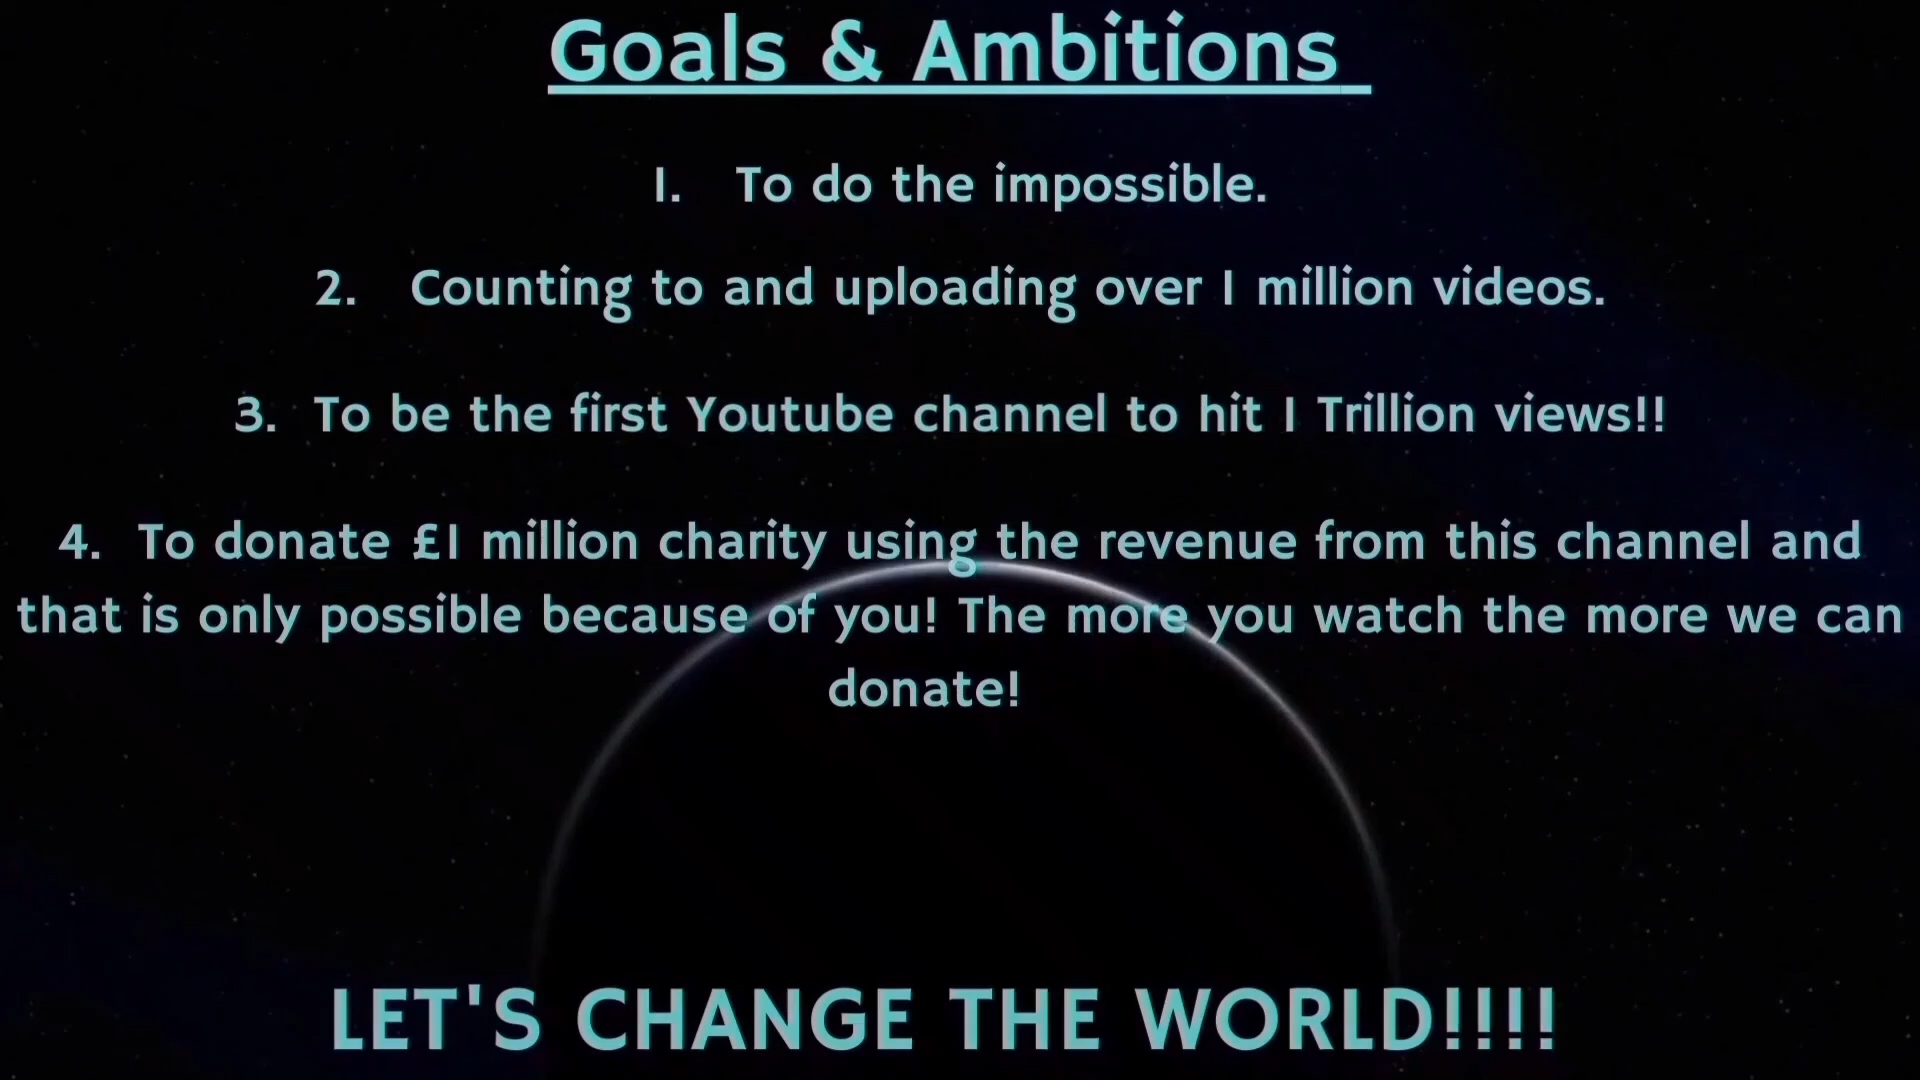 Goals & Ambitions
1. To do the impossible.
2. Counting to and uploading over 1 million videos.
3. To be the first Youtube channel to hit 1 Trillion views!!
4. To donate £1 million charity using the revenue from this channel and
that is only possible because of you! The more you watch the more we can
donate!
LET'S CHANGE THE WORLD!!!!